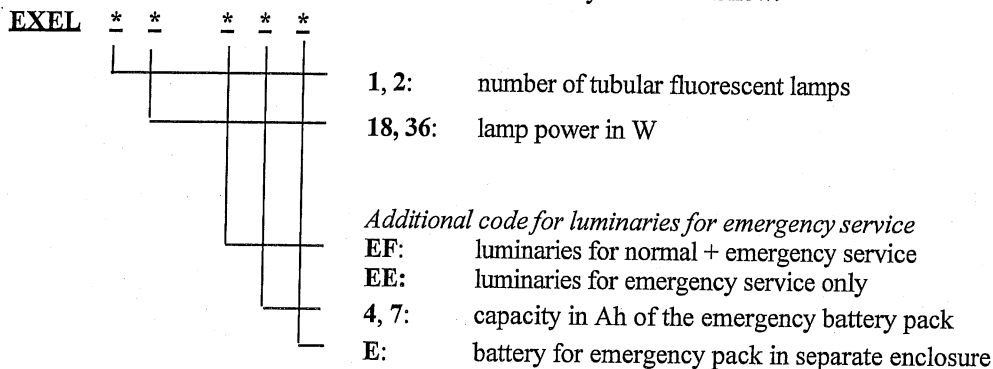 EXEL * * * * *
1, 2: number of tubular fluorescent lamps
18, 36: lamp power in W
Additional code for luminaries for emergency service
EF: luminaries for normal + emergency service
EE: luminaries for emergency service only
4, 7: capacity in Ah of the emergency battery pack
E: battery for emergency pack in separate enclosure